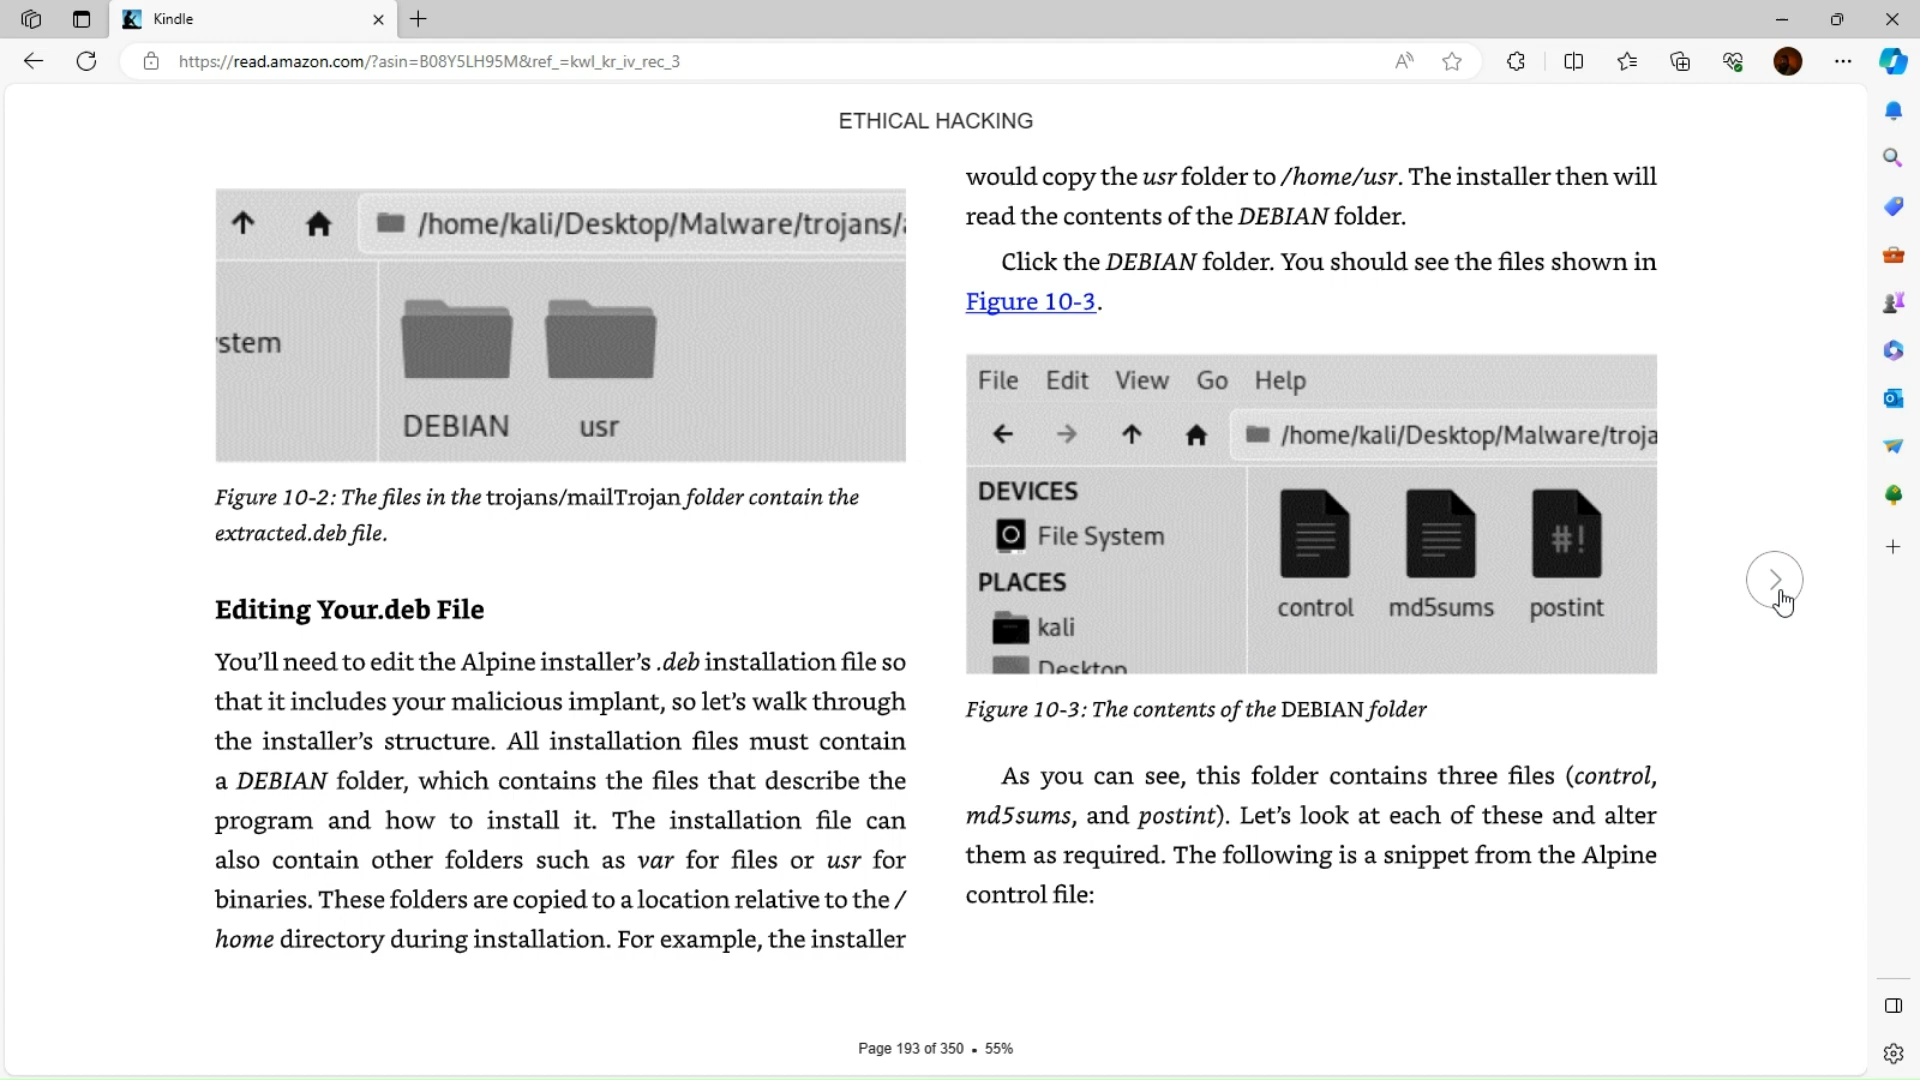 Kindle
https://read.amazon.com/?asin=B08Y5LH95M&ref_=kwl_kr_iv_rec_3
ETHICAL HACKING
/home/kali/Desktop/Malware/trojans/
stem
DEBIAN usr
Figure 10-2: The files in the trojans/mailTrojan folder contain the
extracted.deb file.
Editing Your.deb File
You’ll need to edit the Alpine installer’s .deb installation file so
that it includes your malicious implant, so let’s walk through
the installer’s structure. All installation files must contain
a DEBIAN folder, which contains the files that describe the
program and how to install it. The installation file can
also contain other folders such as var for files or usr for
binaries. These folders are copied to a location relative to the /
home directory during installation. For example, the installer
would copy the usr folder to /home/usr. The installer then will
read the contents of the DEBIAN folder.
Click the DEBIAN folder. You should see the files shown in
Figure 10-3.
File Edit View Go Help
/home/kali/Desktop/Malware/troja
DEVICES
File System
PLACES
kali
Desktop
control md5sums postint
Figure 10-3: The contents of the DEBIAN folder
As you can see, this folder contains three files (control,
md5sums, and postint). Let’s look at each of these and alter
them as required. The following is a snippet from the Alpine
control file:
Page 193 of 350 • 55%